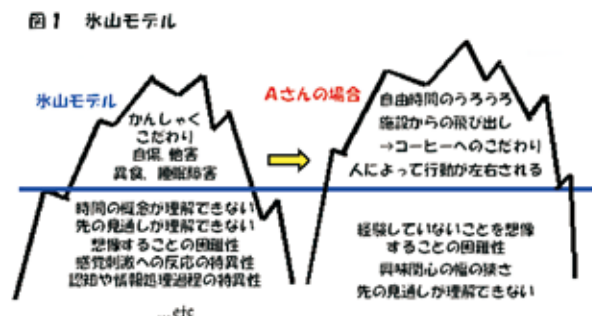 図1 氷山モデル
氷山モデル
かんしゃく
こだわり
自傷、他害
異食、睡眠障害
時間の概念が理解できない
先の見通しが理解できない
想像することの困難性
感覚刺激への反応の特異性
認知や情報処理過程の特異性
...etc
Aさんの場合
自由時間のうろうろ
施設からの飛び出し
→コーヒーへのこだわり
人によって行動が左右される
経験していないことを想像
することの困難性
興味関心の幅の狭さ
先の見通しが理解できない